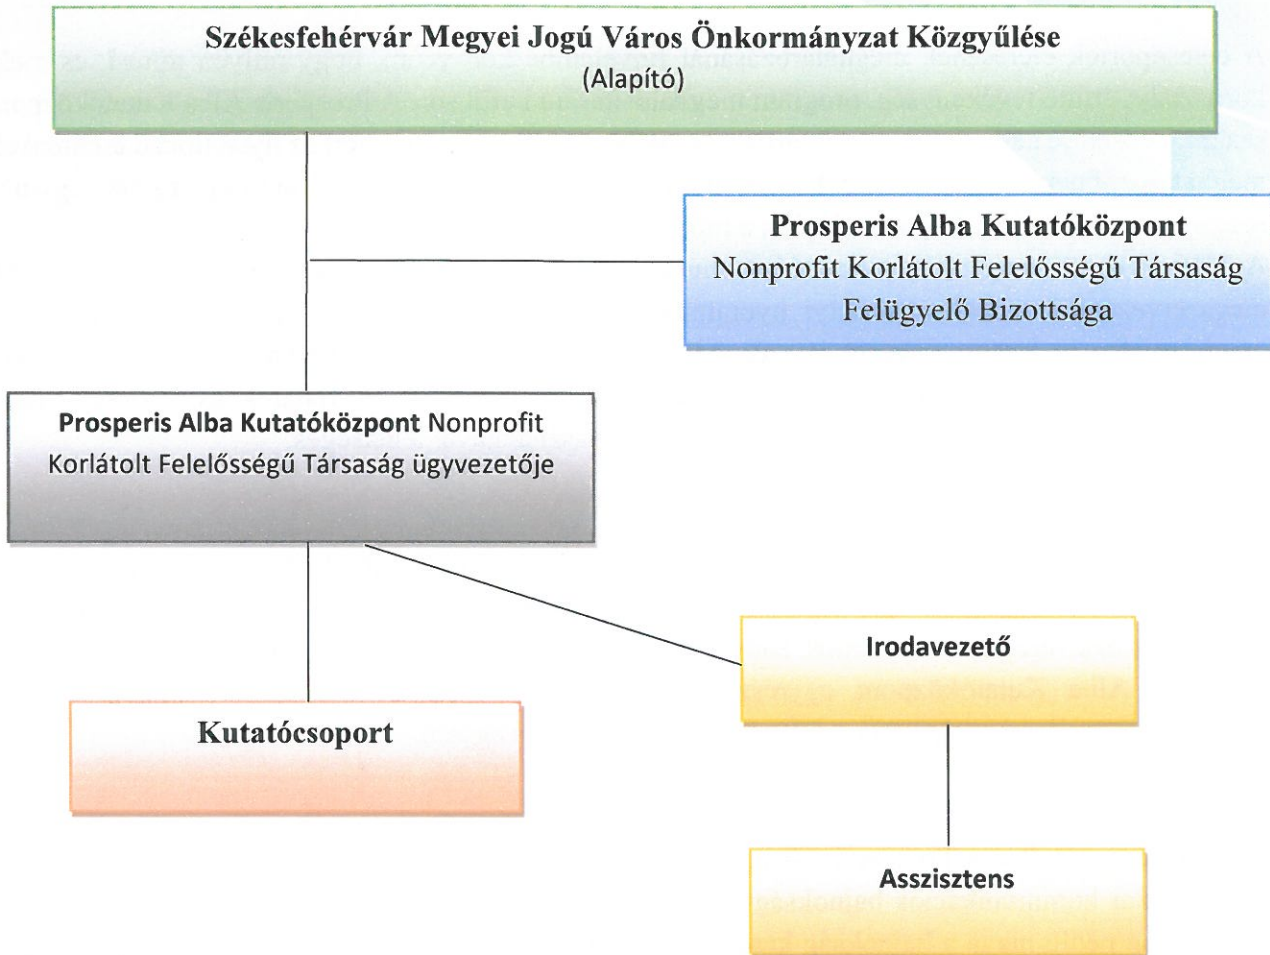 Székesfehérvár Megyei Jogú Város Önkormányzat Közgyűlése
(Alapító)
Prosperis Alba Kutatóközpont
Nonprofit Korlátolt Felelősségű Társaság
Felügyelő Bizottsága
Prosperis Alba Kutatóközpont Nonprofit
Korlátolt Felelősségű Társaság ügyvezetője
Irodavezető
Kutatócsoport
Asszisztens